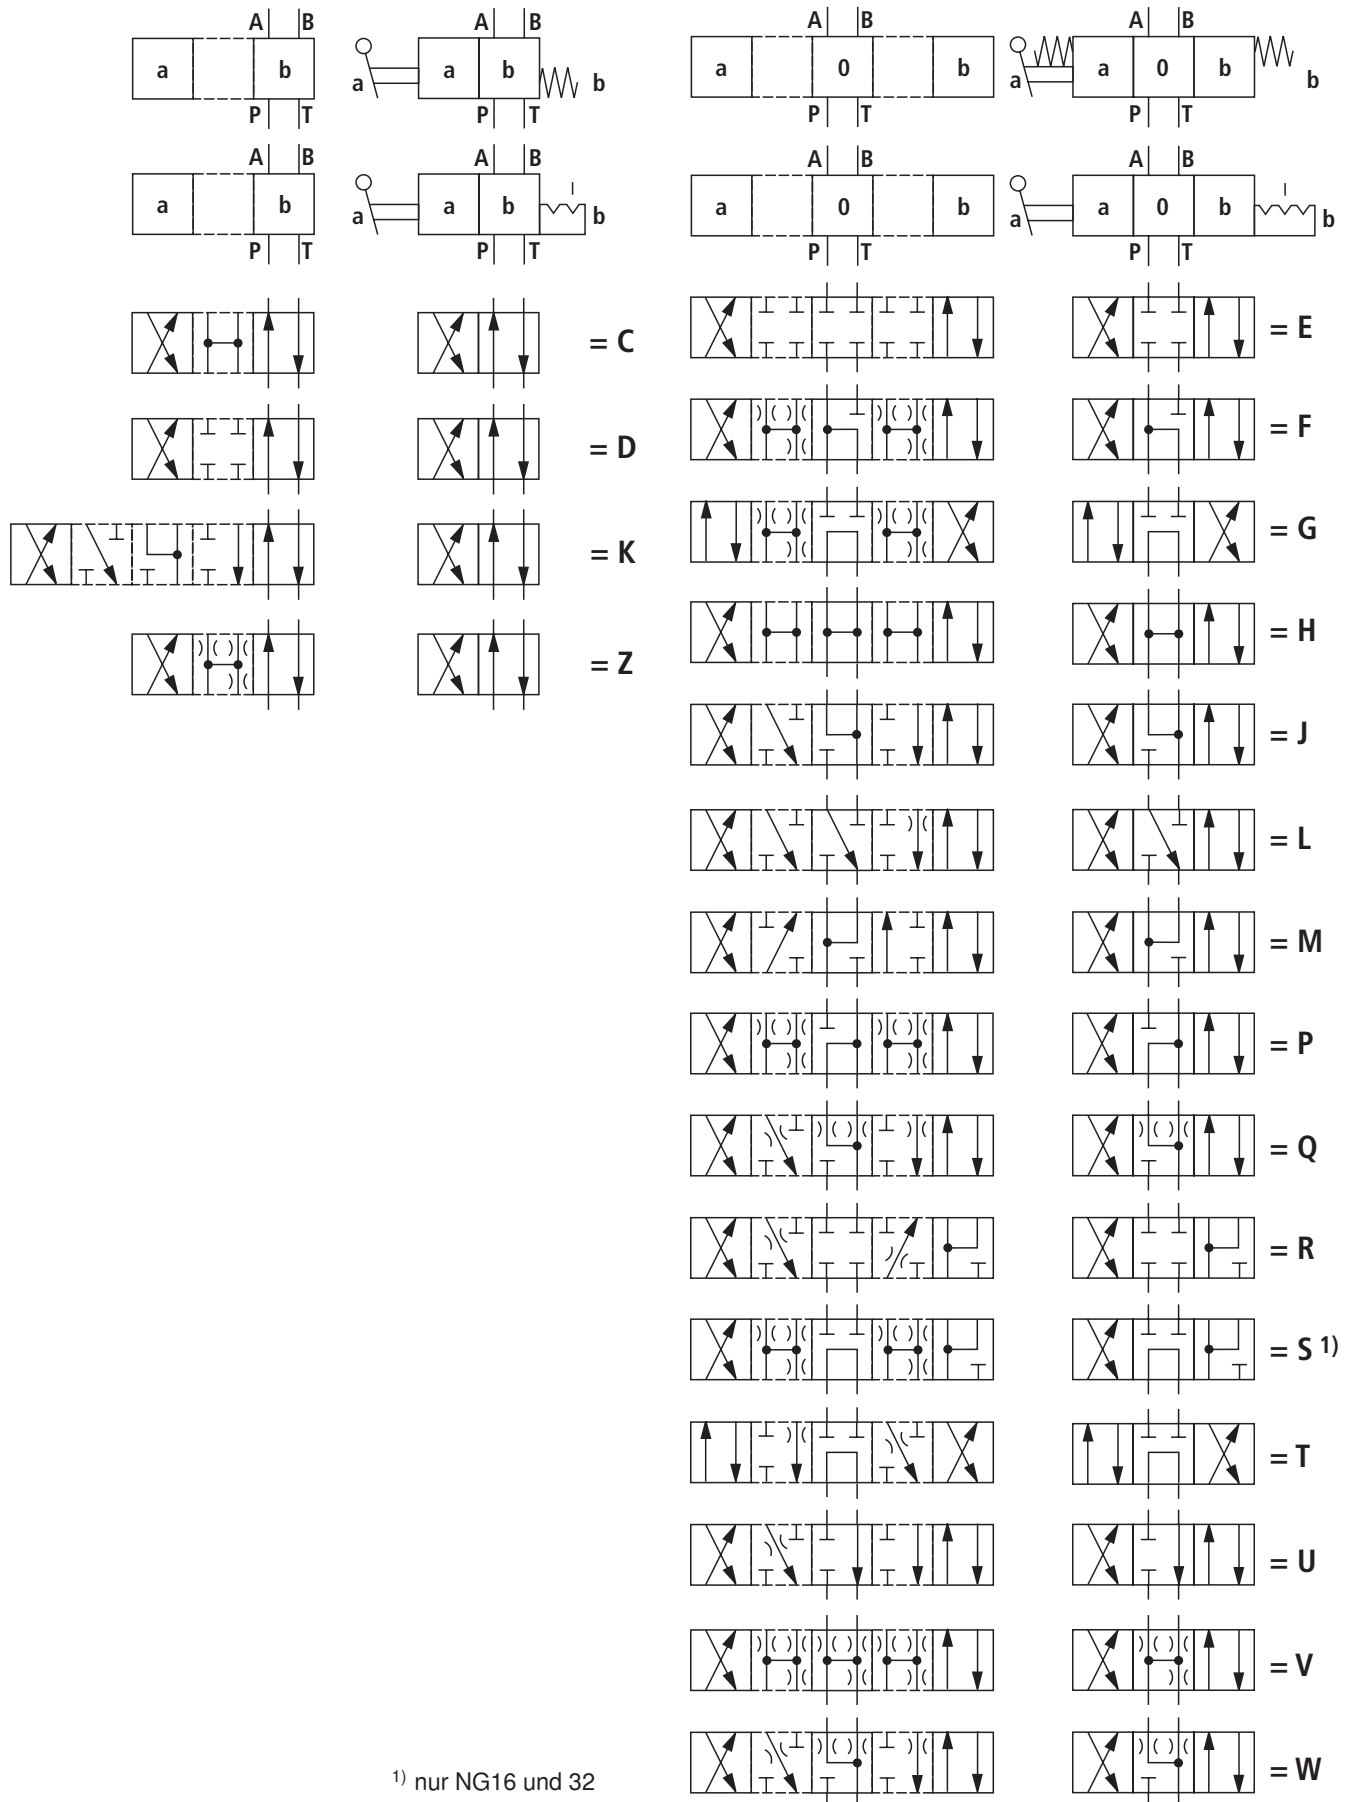 A B A B A B A B
a b a a b b a 0 b a a 0 b b
P T P T P T P T
A B A B A B A B
a b a a b b a 0 b a a 0 b b
P T P T P T P T
= C
= D
= K
= Z
= E
= F
= G
= H
= J
= L
= M
= P
= Q
= R
= S 1)
= T
= U
= V
= W
1) nur NG16 und 32